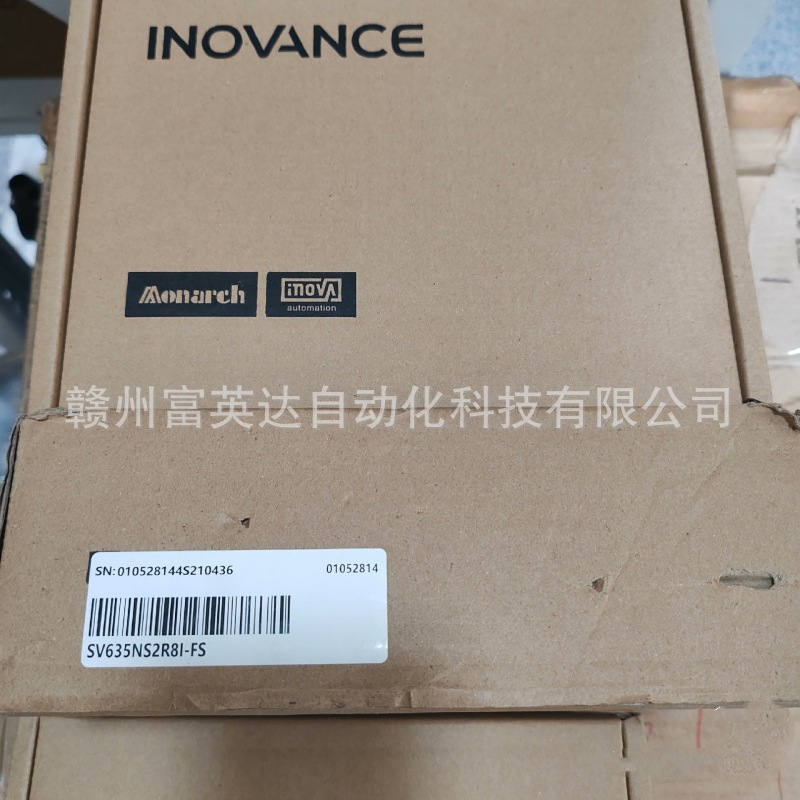 INOVANCE
Monarch
inova
automation
赣州富英达自动化科技有限公司
SN:010528144S210436
01052814
SV635NS2R8I-FS